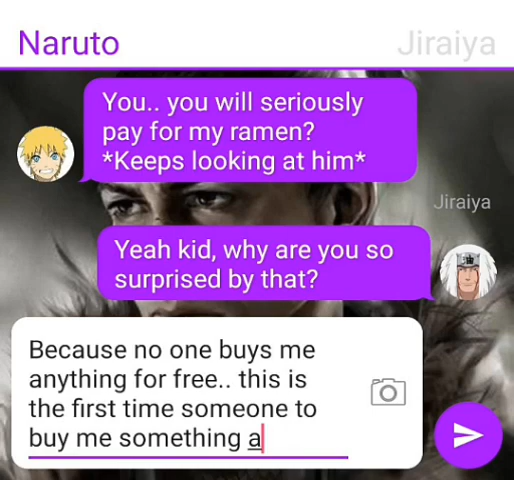 Naruto
Jiraiya
You.. you will seriously
pay for my ramen?
*Keeps looking at him*
Jiraiya
Yeah kid, why are you so
surprised by that?
Because no one buys me
anything for free.. this is
the first time someone to
buy me something a